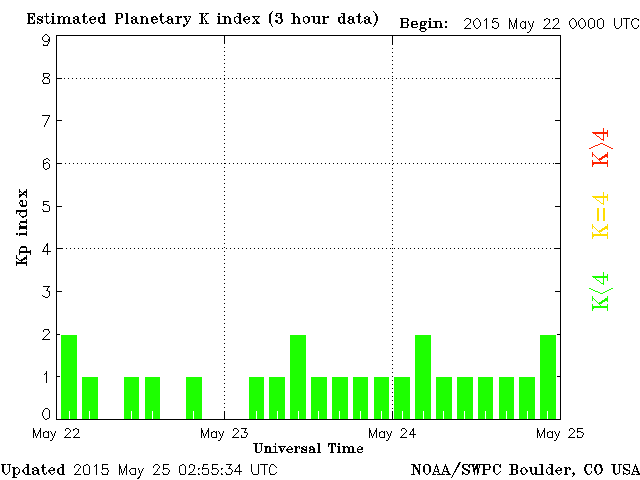 Estimated Planetary K index (3 hour data) Begin: 2015 May 22 0000 UTC
9
8
7
6
5
4
3
2
1
0
Kp index
K>4
K=4
K<4
May 22 May 23 May 24 May 25
Universal Time
Updated 2015 May 25 02:55:34 UTC NOAA/SWPC Boulder, CO USA